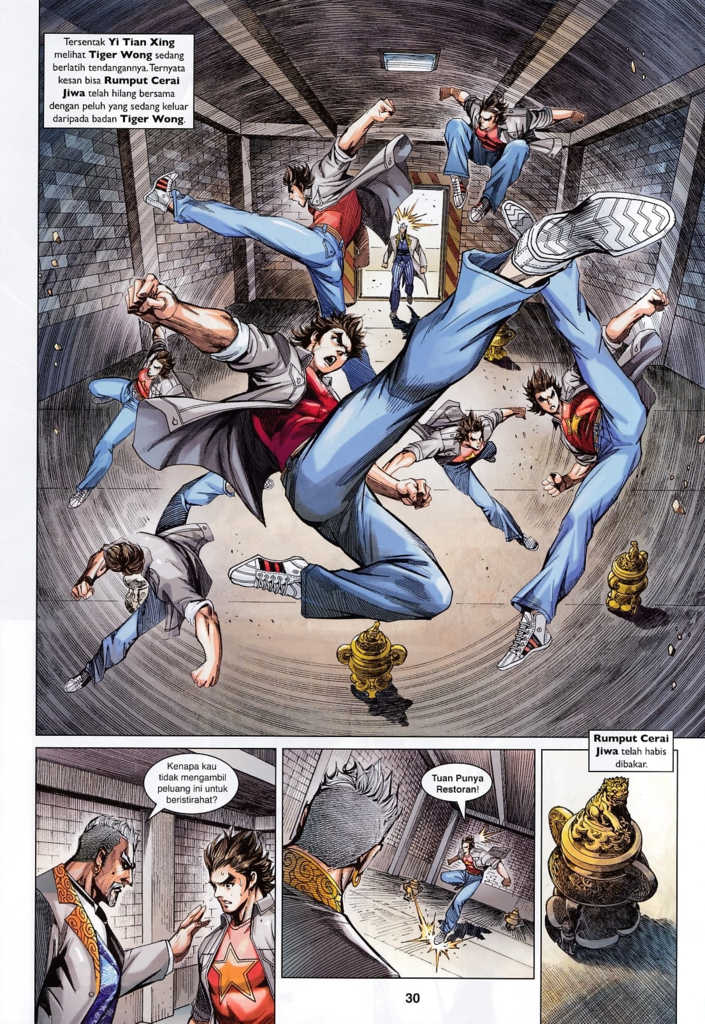 Tersentak Yi Tian Xing
melihat Tiger Wong sedang
berlatih tendangannya. Ternyata
kesan bisa Rumput Cerai
Jiwa telah hilang bersama
dengan peluh yang sedang keluar
daripada badan Tiger Wong.
Kenapa kau
tidak mengambil
peluang ini untuk
beristirahat?
Tuan Punya
Restoran!
Rumput Cerai
Jiwa telah habis
dibakar.
30